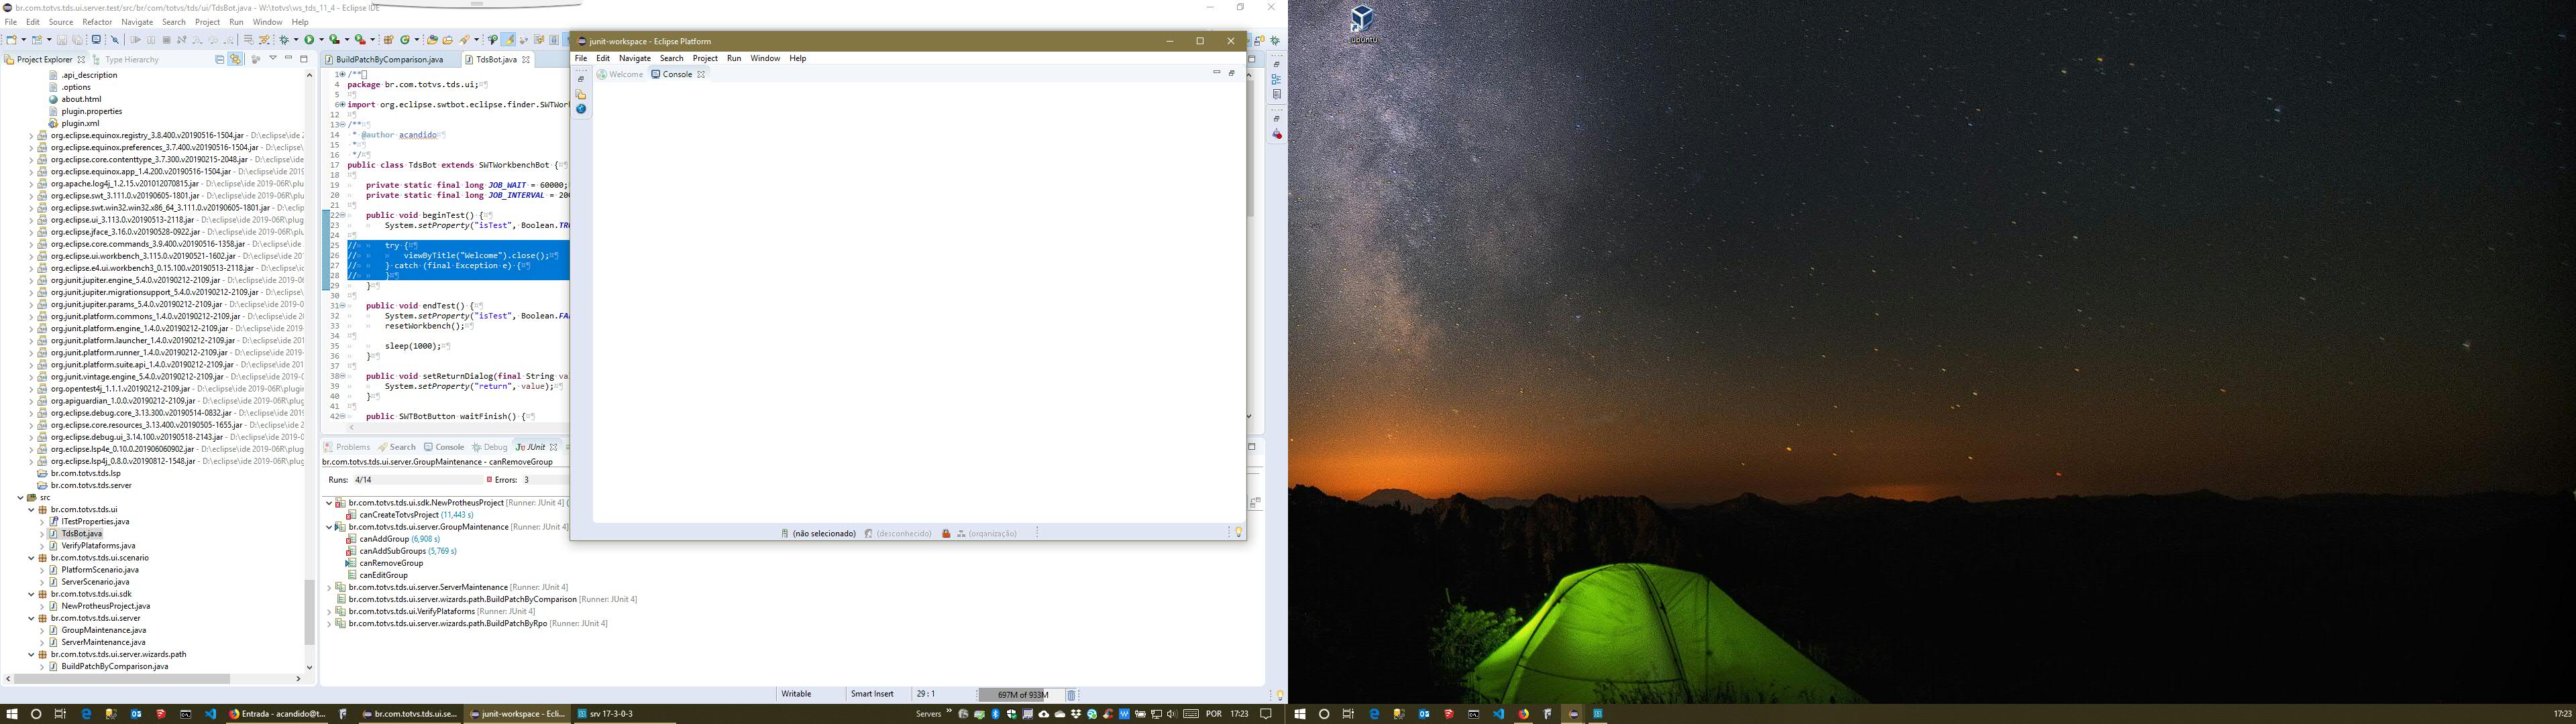 br.com.totvs.tds.ui.server.test/src/br/com/totvs/tds/ui/TdsBot.java - W:\totvs\ws_tds_11_4 - Eclipse IDE
File Edit Source Refactor Navigate Search Project Run Window Help
Project Explorer Type Hierarchy
.api_description
.options
about.html
plugin.properties
plugin.xml
org.eclipse.equinox.registry_3.8.400.v20190516-1504.jar - D:\eclipse\ide 2
org.eclipse.equinox.preferences_3.7.400.v20190516-1504.jar - D:\eclipse
org.eclipse.core.contenttype_3.7.300.v20190215-2048.jar - D:\eclipse\ide
org.eclipse.equinox.app_1.4.200.v20190516-1504.jar - D:\eclipse\ide 2019
org.apache.log4j_1.2.15.v201012070815.jar - D:\eclipse\ide 2019-06R\plug
org.eclipse.swt_3.111.0.v20190605-1801.jar - D:\eclipse\ide 2019-06R\plu
org.eclipse.swt.win32.win32.x86_64_3.111.0.v20190605-1801.jar - D:\eclip
org.eclipse.ui_3.113.0.v20190513-2118.jar - D:\eclipse\ide 2019-06R\plug
org.eclipse.jface_3.16.0.v20190528-0922.jar - D:\eclipse\ide 2019-06R\plu
org.eclipse.core.commands_3.9.400.v20190516-1358.jar - D:\eclipse\ide
org.eclipse.ui.workbench_3.115.0.v20190521-1602.jar - D:\eclipse\ide 20
org.eclipse.e4.ui.workbench3_0.15.100.v20190513-2118.jar - D:\eclipse\i
org.junit.jupiter.engine_5.4.0.v20190212-2109.jar - D:\eclipse\ide 2019-
org.junit.jupiter.migrationsupport_5.4.0.v20190212-2109.jar - D:\eclipse
org.junit.jupiter.params_5.4.0.v20190212-2109.jar - D:\eclipse\ide 2019-
org.junit.platform.commons_1.4.0.v20190212-2109.jar - D:\eclipse\ide 2
org.junit.platform.engine_1.4.0.v20190212-2109.jar - D:\eclipse\ide 2019
org.junit.platform.launcher_1.4.0.v20190212-2109.jar - D:\eclipse\ide 20
org.junit.platform.runner_1.4.0.v20190212-2109.jar - D:\eclipse\ide 2019
org.junit.platform.suite.api_1.4.0.v20190212-2109.jar - D:\eclipse\ide 20
org.junit.vintage.engine_5.4.0.v20190212-2109.jar - D:\eclipse\ide 2019-
org.opentest4j_1.1.1.v20190212-2109.jar - D:\eclipse\ide 2019-06R\plugi
org.apiguardian_1.0.0.v20190212-2109.jar - D:\eclipse\ide 2019-06R\plug
org.eclipse.debug.core_3.13.300.v20190514-0832.jar - D:\eclipse\ide 201
org.eclipse.core.resources_3.13.400.v20190505-1655.jar - D:\eclipse\ide
org.eclipse.debug.ui_3.14.100.v20190518-2143.jar - D:\eclipse\ide 2019-
org.eclipse.lsp4e_0.10.0.201906060902.jar - D:\eclipse\ide 2019-06R\plug
org.eclipse.lsp4j_0.8.0.v20190812-1548.jar - D:\eclipse\ide 2019-06R\plug
br.com.totvs.tds.lsp
br.com.totvs.tds.server
src
br.com.totvs.tds.ui
ITestProperties.java
TdsBot.java
VerifyPlataforms.java
br.com.totvs.tds.ui.scenario
PlatformScenario.java
ServerScenario.java
br.com.totvs.tds.ui.sdk
NewProtheusProject.java
br.com.totvs.tds.ui.server
GroupMaintenance.java
ServerMaintenance.java
br.com.totvs.tds.ui.server.wizards.path
BuildPatchByComparison.java
BuildPatchByComparison.java TdsBot.java
1 /**
4 package br.com.totvs.tds.ui;
5
6 import org.eclipse.swtbot.eclipse.finder.SWTWor
12
13 /**
14 * @author acandido
15 *
16 */
17 public class TdsBot extends SWTWorkbenchBot {
18
19 private static final long JOB_WAIT = 60000;
20 private static final long JOB_INTERVAL = 200
21
22 public void beginTest() {
23 System.setProperty("isTest", Boolean.TRU
24
25 // try {
26 // viewByTitle("Welcome").close();
27 // } catch (final Exception e) {
28 // }
29 }
30
31 public void endTest() {
32 System.setProperty("isTest", Boolean.FAL
33 resetWorkbench();
34
35 sleep(1000);
36 }
37
38 public void setReturnDialog(final String val
39 System.setProperty("return", value);
40 }
41
42 public SWTBotButton waitFinish() {
Problems Search Console Debug JUnit
br.com.totvs.tds.ui.server.GroupMaintenance - canRemoveGroup
Runs: 4/14 Errors: 3
br.com.totvs.tds.ui.sdk.NewProtheusProject [Runner: JUnit 4] (
canCreateTotvsProject (11,443 s)
br.com.totvs.tds.ui.server.GroupMaintenance [Runner: JUnit 4]
canAddGroup (6,908 s)
canAddSubGroups (5,769 s)
canRemoveGroup
canEditGroup
br.com.totvs.tds.ui.server.ServerMaintenance [Runner: JUnit 4]
br.com.totvs.tds.ui.server.wizards.path.BuildPatchByComparison [Runner: JUnit 4]
br.com.totvs.tds.ui.VerifyPlataforms [Runner: JUnit 4]
br.com.totvs.tds.ui.server.wizards.path.BuildPatchByRpo [Runner: JUnit 4]
Writable Smart Insert 29 : 1 697M of 933M
junit-workspace - Eclipse Platform
File Edit Navigate Search Project Run Window Help
Welcome Console
(não selecionado) (desconhecido) (organização)
ubuntu
Entrada - acandido@t... br.com.totvs.tds.ui.se... junit-workspace - Ecli... srv 17-3-0-3 Servers POR 17:23
17:23